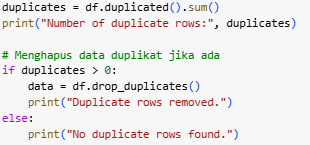 duplicates = df.duplicated().sum()
print("Number of duplicate rows:", duplicates)

# Menghapus data duplikat jika ada
if duplicates > 0:
    data = df.drop_duplicates()
    print("Duplicate rows removed.")
else:
    print("No duplicate rows found.")